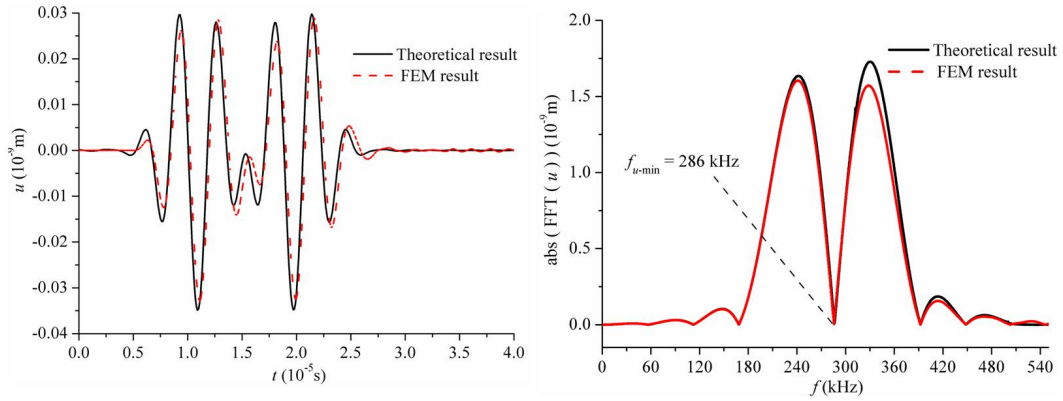 0.03
0.02
0.01
0.00
-0.01
-0.02
-0.03
-0.04
u (10⁻⁹m)
Theoretical result
FEM result
0.0 0.5 1.0 1.5 2.0 2.5 3.0 3.5 4.0
t (10⁻⁵s)
2.0
1.5
1.0
0.5
0.0
abs ( FFT ( u ) ) (10⁻⁹m)
Theoretical result
FEM result
fᵤ₋min = 286 kHz
0 60 120 180 240 300 360 420 480 540
f (kHz)